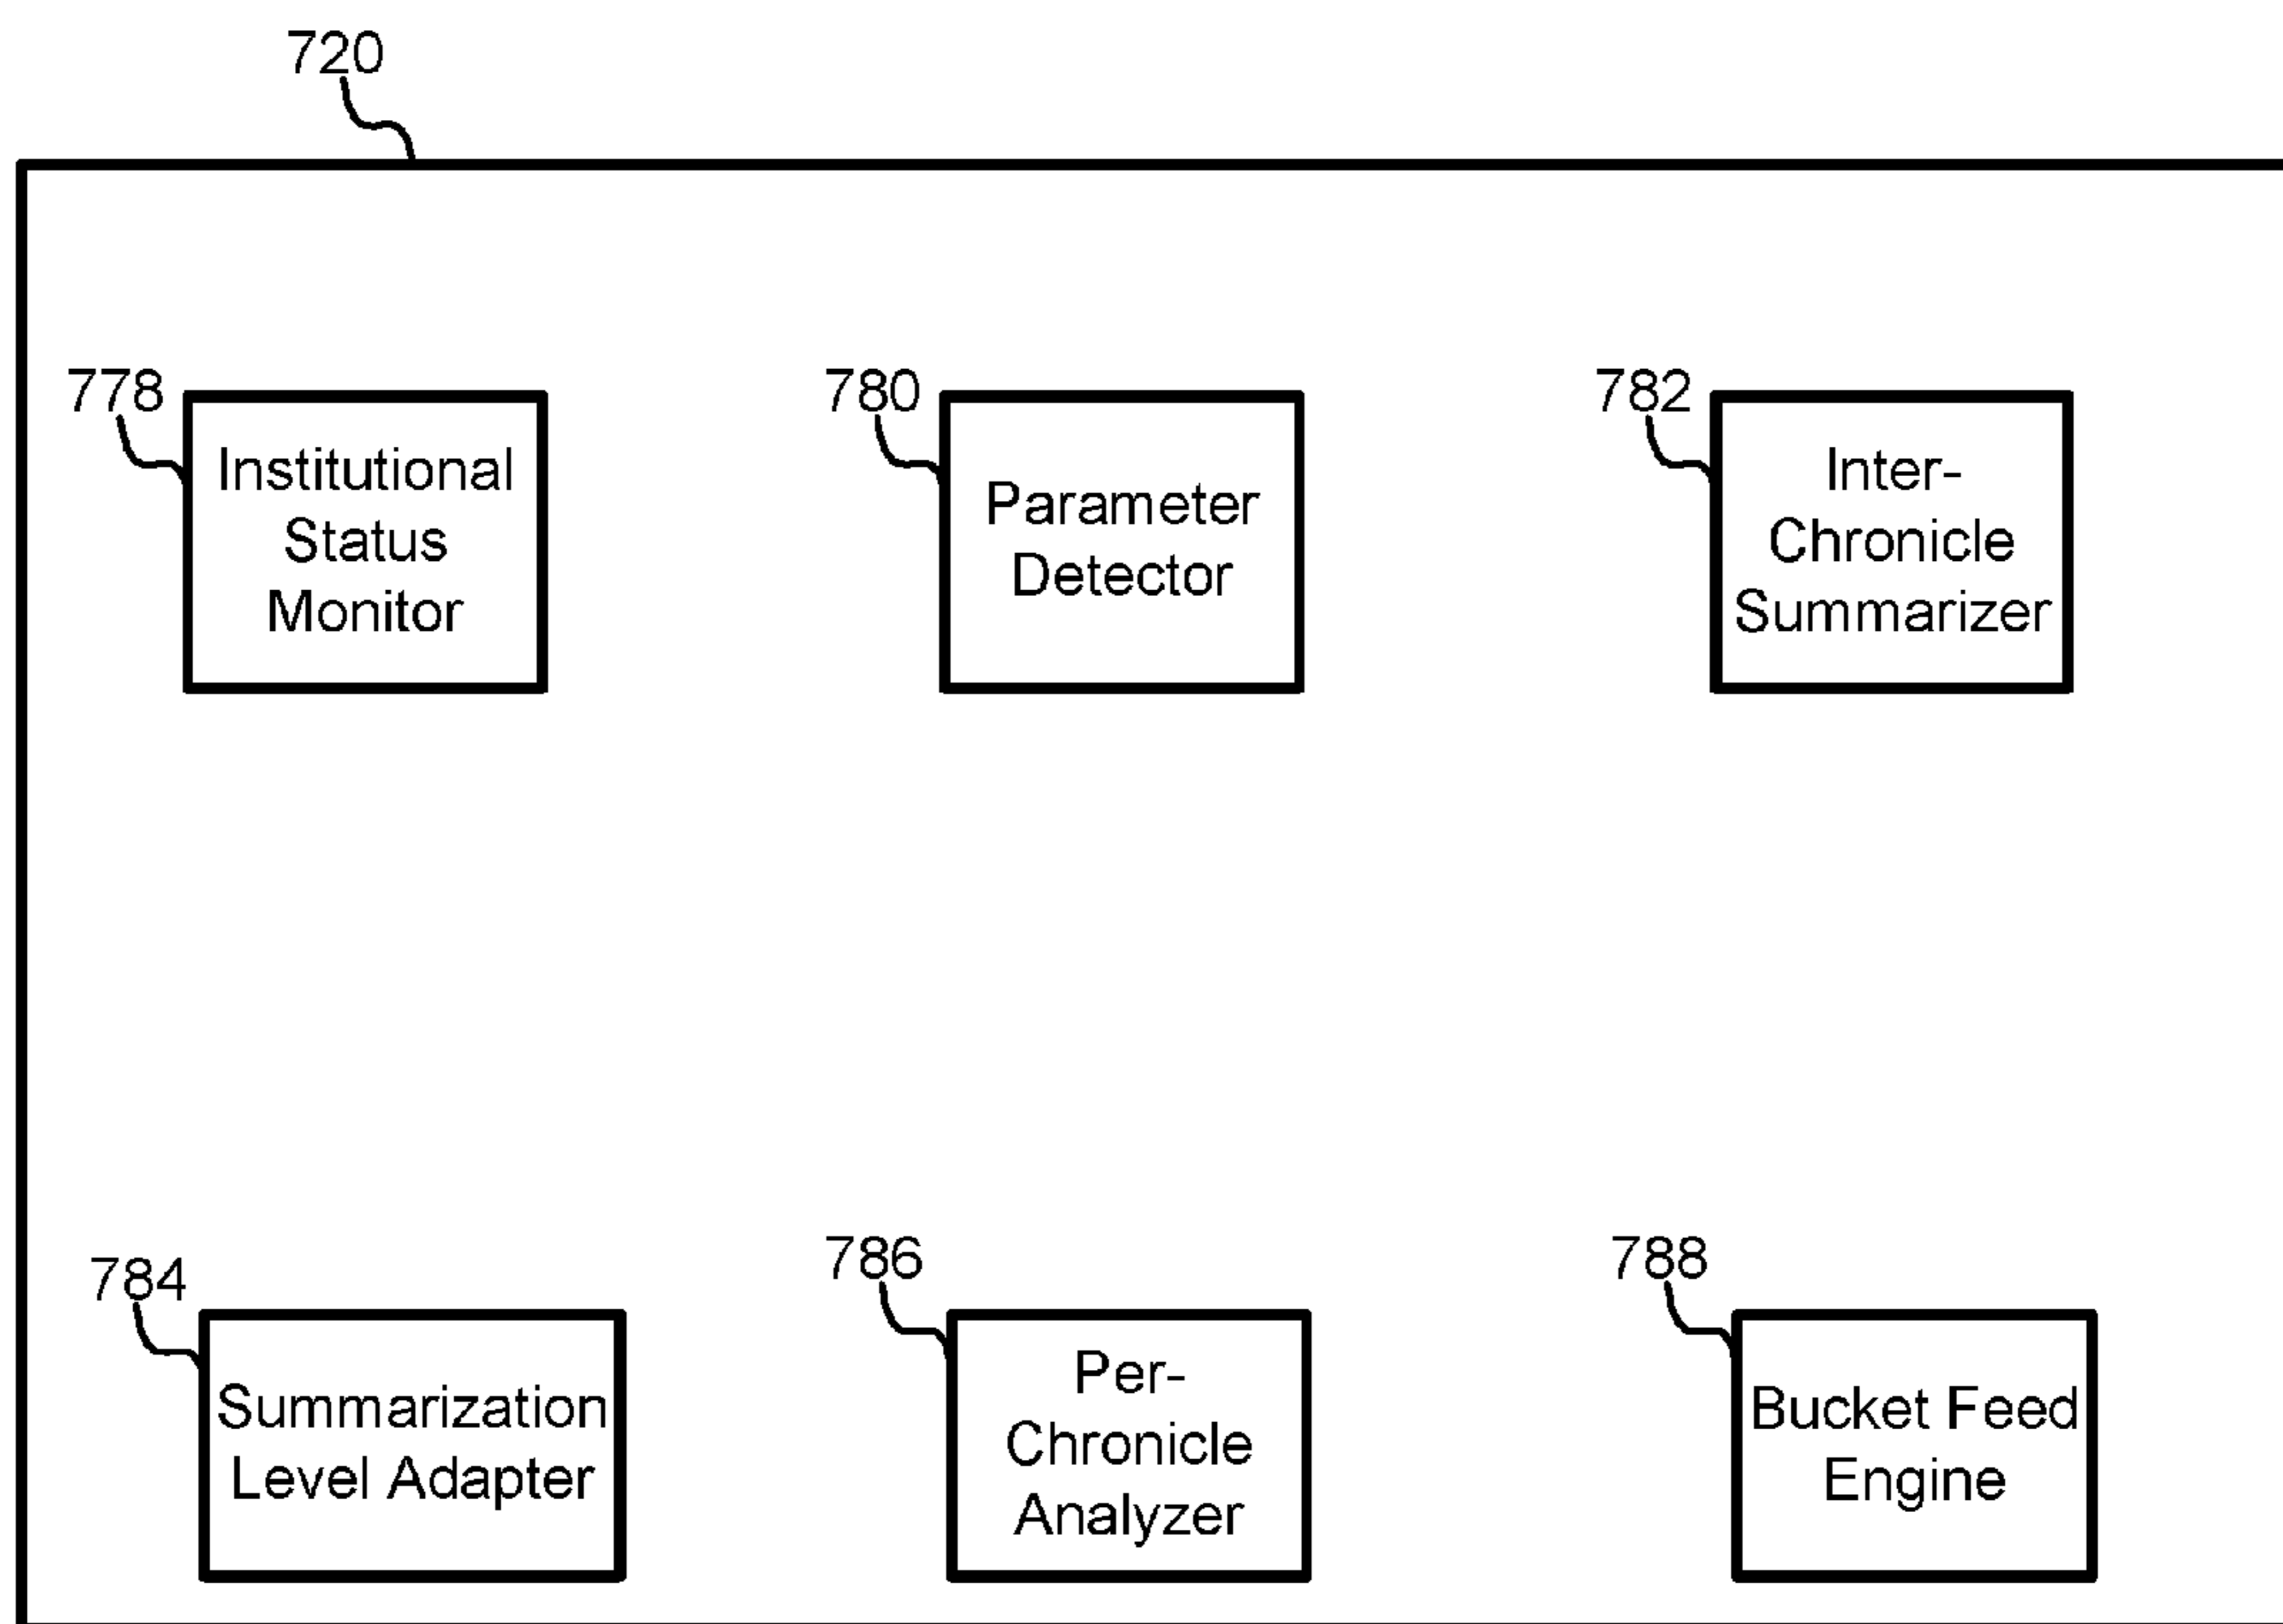 720
778
Institutional
Status
Monitor
780
Parameter
Detector
782
Inter-
Chronicle
Summarizer
784
Summarization
Level Adapter
786
Per-
Chronicle
Analyzer
788
Bucket Feed
Engine